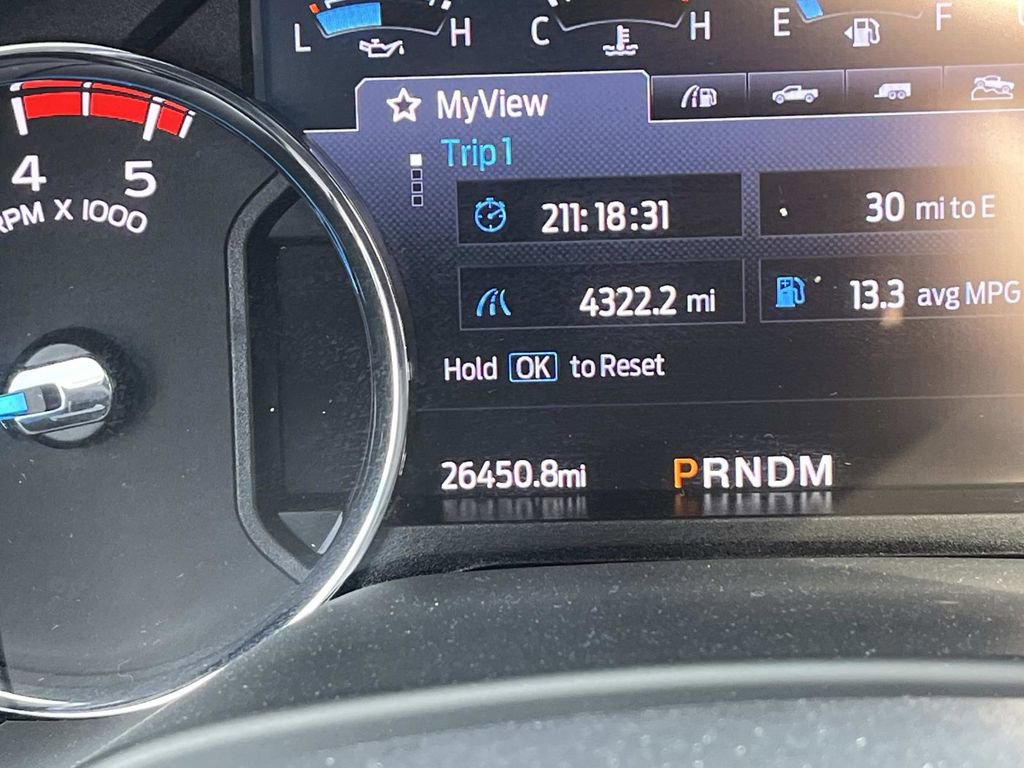 L H C H E F
MyView
Trip 1
4 5
RPM X 1000
211:18:31
30 mi to E
4322.2 mi
13.3 avg MPG
Hold OK to Reset
26450.8mi
PRNDM